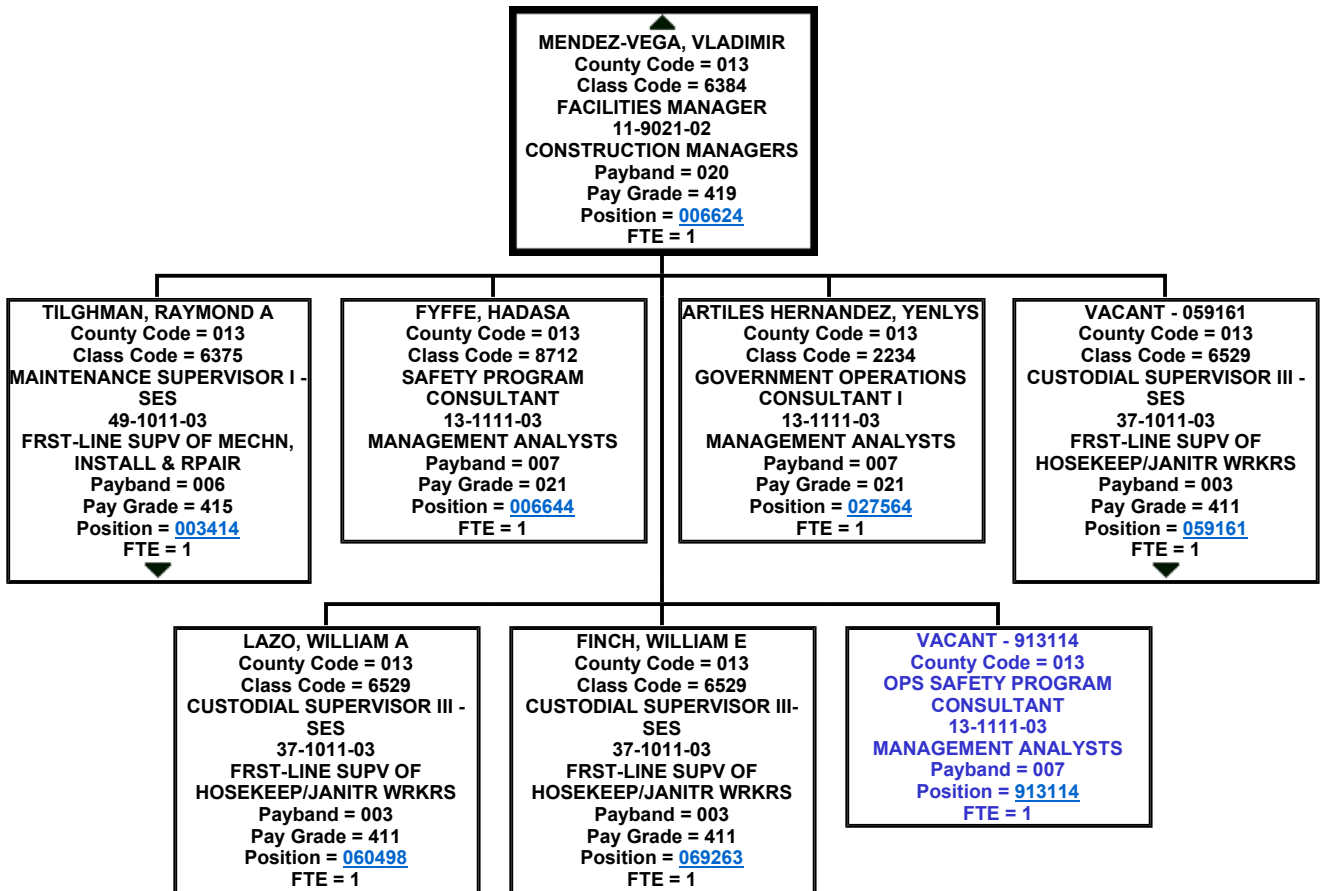 MENDEZ-VEGA, VLADIMIR
County Code = 013
Class Code = 6384
FACILITIES MANAGER
11-9021-02
CONSTRUCTION MANAGERS
Payband = 020
Pay Grade = 419
Position = 006624
FTE = 1
TILGHMAN, RAYMOND A
County Code = 013
Class Code = 6375
MAINTENANCE SUPERVISOR I -
SES
49-1011-03
FRST-LINE SUPV OF MECHN,
INSTALL & RPAIR
Payband = 006
Pay Grade = 415
Position = 003414
FTE = 1
FYFFE, HADASA
County Code = 013
Class Code = 8712
SAFETY PROGRAM
CONSULTANT
13-1111-03
MANAGEMENT ANALYSTS
Payband = 007
Pay Grade = 021
Position = 006644
FTE = 1
ARTILES HERNANDEZ, YENLYS
County Code = 013
Class Code = 2234
GOVERNMENT OPERATIONS
CONSULTANT I
13-1111-03
MANAGEMENT ANALYSTS
Payband = 007
Pay Grade = 021
Position = 027564
FTE = 1
VACANT - 059161
County Code = 013
Class Code = 6529
CUSTODIAL SUPERVISOR III -
SES
37-1011-03
FRST-LINE SUPV OF
HOSEKEEP/JANITR WRKRS
Payband = 003
Pay Grade = 411
Position = 059161
FTE = 1
LAZO, WILLIAM A
County Code = 013
Class Code = 6529
CUSTODIAL SUPERVISOR III -
SES
37-1011-03
FRST-LINE SUPV OF
HOSEKEEP/JANITR WRKRS
Payband = 003
Pay Grade = 411
Position = 060498
FTE = 1
FINCH, WILLIAM E
County Code = 013
Class Code = 6529
CUSTODIAL SUPERVISOR III-
SES
37-1011-03
FRST-LINE SUPV OF
HOSEKEEP/JANITR WRKRS
Payband = 003
Pay Grade = 411
Position = 069263
FTE = 1
VACANT - 913114
County Code = 013
OPS SAFETY PROGRAM
CONSULTANT
13-1111-03
MANAGEMENT ANALYSTS
Payband = 007
Position = 913114
FTE = 1